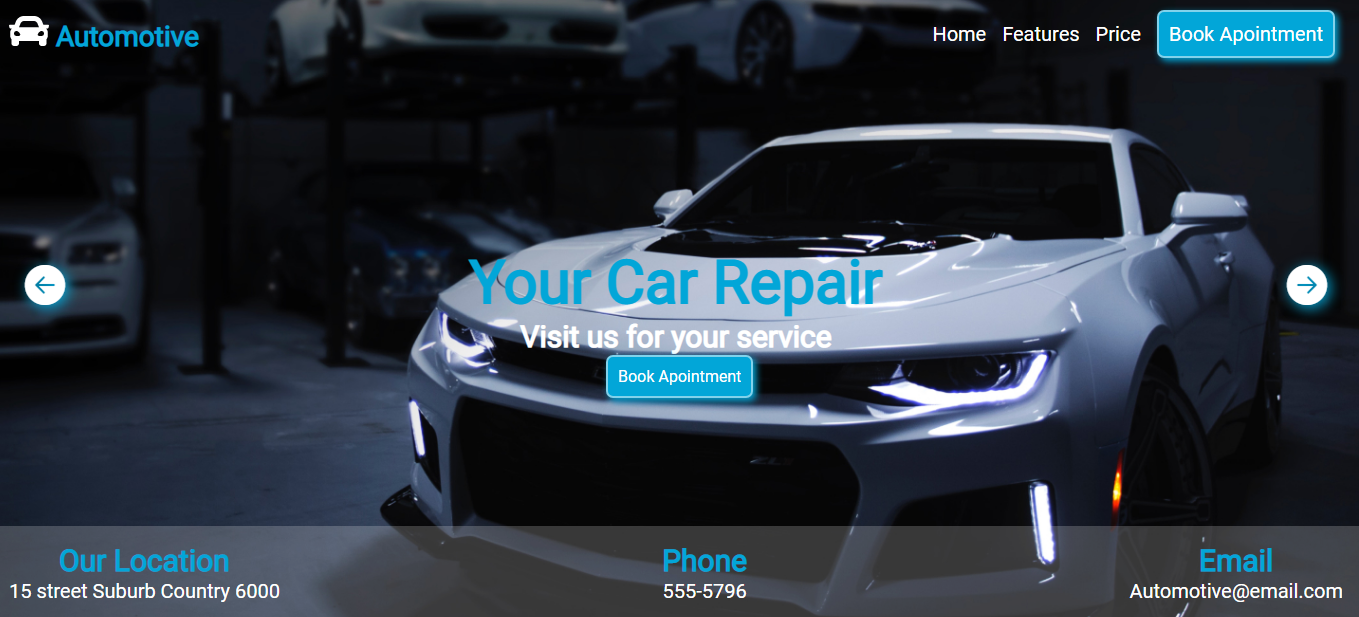 Automotive
Home Features Price Book Apointment
Your Car Repair
Visit us for your service
Book Apointment
Our Location
15 street Suburb Country 6000
Phone
555-5796
Email
Automotive@email.com